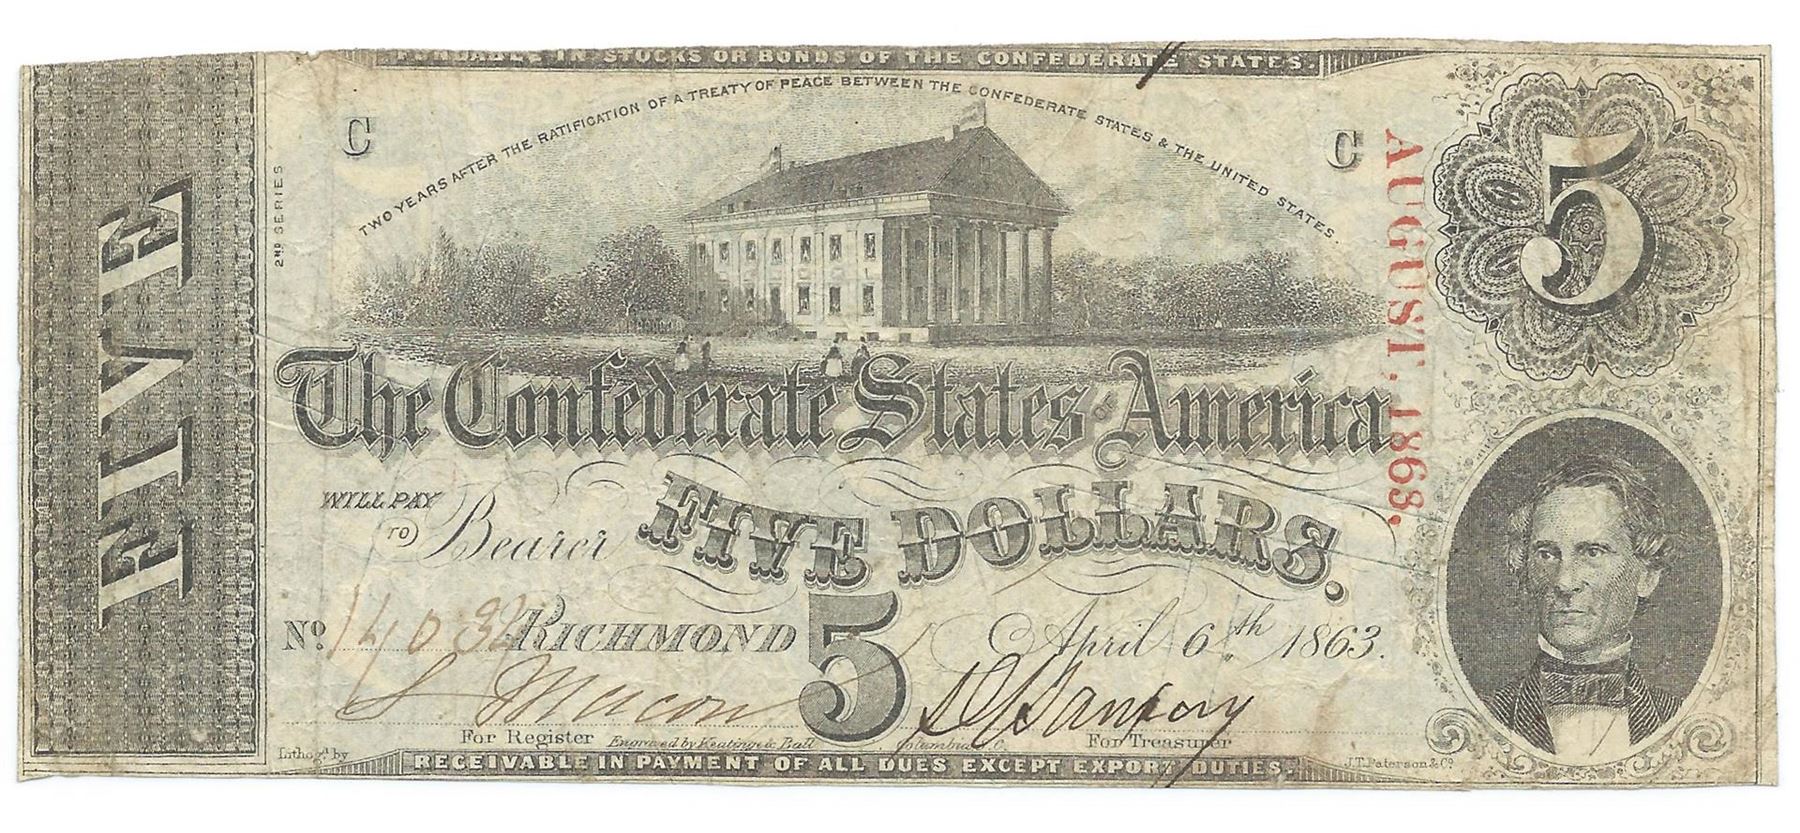 FUNDABLE IN STOCKS OR BONDS OF THE CONFEDERATE STATES.
TWO YEARS AFTER THE RATIFICATION OF A TREATY OF PEACE BETWEEN THE CONFEDERATE STATES & THE UNITED STATES.
C
C
2ND SERIES
FIVE
5
AUGUST, 1863.
The Confederate States OF America
WILL PAY
TO Bearer
FIVE DOLLARS.
No. 14032 RICHMOND 5 April 6th 1863.
For Register
Engraved by Keatinge & Ball
Columbia S.C.
For Treasurer
Lithog'd by
J.T. Paterson & Co
RECEIVABLE IN PAYMENT OF ALL DUES EXCEPT EXPORT DUTIES.